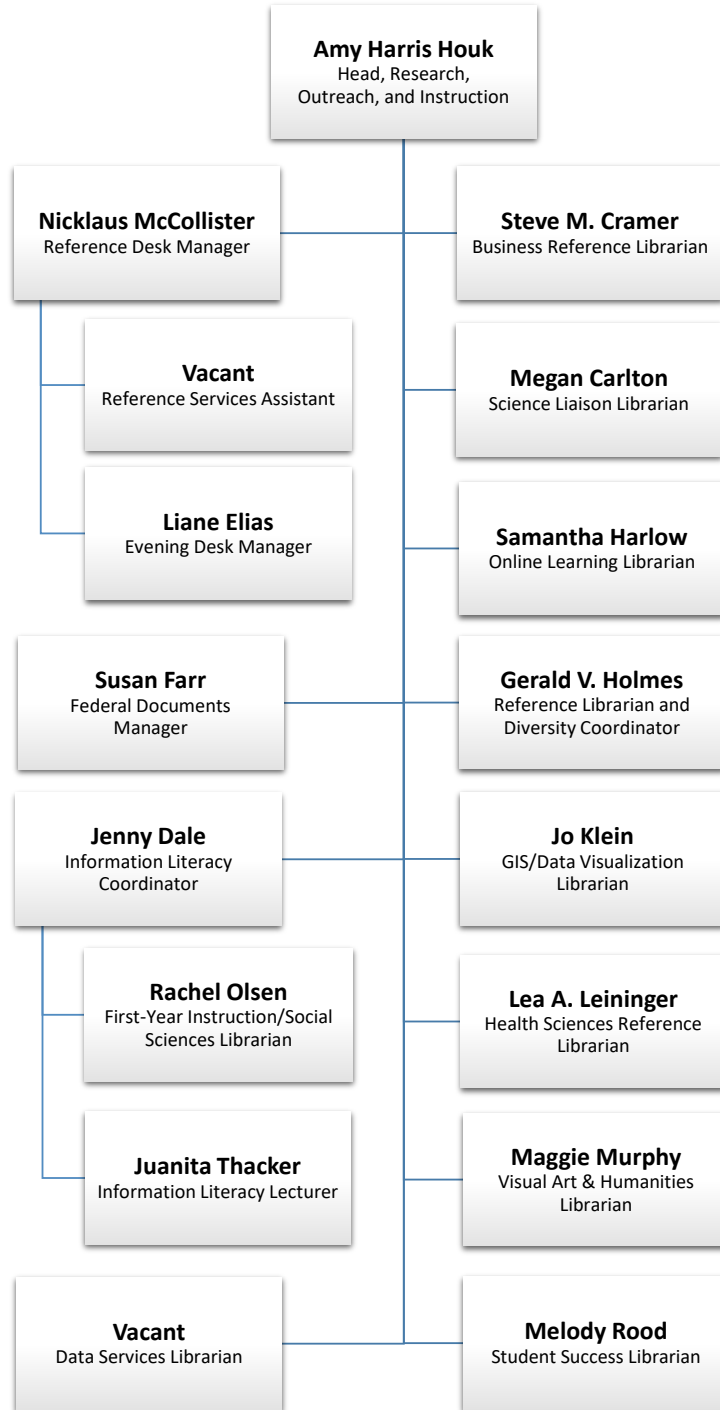 Amy Harris Houk
Head, Research,
Outreach, and Instruction
Nicklaus McCollister
Reference Desk Manager
Steve M. Cramer
Business Reference Librarian
Vacant
Reference Services Assistant
Megan Carlton
Science Liaison Librarian
Liane Elias
Evening Desk Manager
Samantha Harlow
Online Learning Librarian
Susan Farr
Federal Documents
Manager
Gerald V. Holmes
Reference Librarian and
Diversity Coordinator
Jenny Dale
Information Literacy
Coordinator
Jo Klein
GIS/Data Visualization
Librarian
Rachel Olsen
First-Year Instruction/Social
Sciences Librarian
Lea A. Leininger
Health Sciences Reference
Librarian
Juanita Thacker
Information Literacy Lecturer
Maggie Murphy
Visual Art & Humanities
Librarian
Vacant
Data Services Librarian
Melody Rood
Student Success Librarian